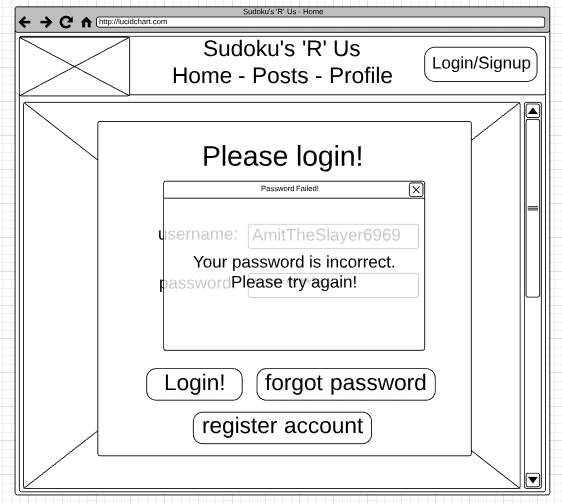 Sudoku's 'R' Us - Home
http://lucidchart.com
Sudoku's 'R' Us
Home - Posts - Profile
Login/Signup
Please login!
Password Failed!
username: AmitTheSlayer6969
Your password is incorrect.
password
Please try again!
Login!
forgot password
register account